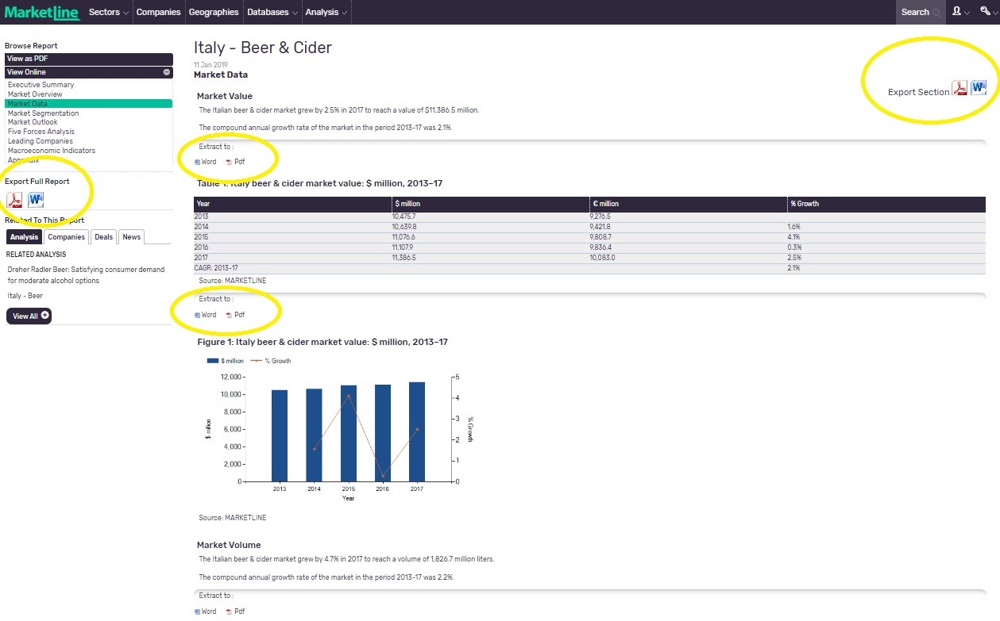 MarketLine Sectors Companies Geographies Databases Analysis Search
Italy - Beer & Cider
11 Jan 2019
Market Data
Export Section
Browse Report
View as PDF
View Online
Executive Summary
Market Overview
Market Data
Market Segmentation
Market Outlook
Five Forces Analysis
Leading Companies
Macroeconomic Indicators
Appendix
Export Full Report
Related To This Report
Analysis Companies Deals News
RELATED ANALYSIS
Dreher Radler Beer: Satisfying consumer demand
for moderate alcohol options
Italy - Beer
View All
Market Value
The Italian beer & cider market grew by 2.5% in 2017 to reach a value of $11,386.5 million.
The compound annual growth rate of the market in the period 2013-17 was 2.1%.
Extract to :
Word Pdf
Table 1: Italy beer & cider market value: $ million, 2013–17
Year $ million € million % Growth
2013 10,475.7 9,276.5
2014 10,639.8 9,421.8 1.6%
2015 11,076.6 9,808.7 4.1%
2016 11,107.9 9,836.4 0.3%
2017 11,386.5 10,083.0 2.5%
CAGR: 2013–17 2.1%
Source: MARKETLINE
Extract to :
Word Pdf
Figure 1: Italy beer & cider market value: $ million, 2013–17
$ million % Growth
12,000 5
10,000 4
8,000 3
6,000 2
4,000 1
2,000 0
0
$ million
% Growth
2013 2014 2015 2016 2017
Year
Source: MARKETLINE
Market Volume
The Italian beer & cider market grew by 4.7% in 2017 to reach a volume of 1,826.7 million liters.
The compound annual growth rate of the market in the period 2013-17 was 2.2%.
Extract to :
Word Pdf